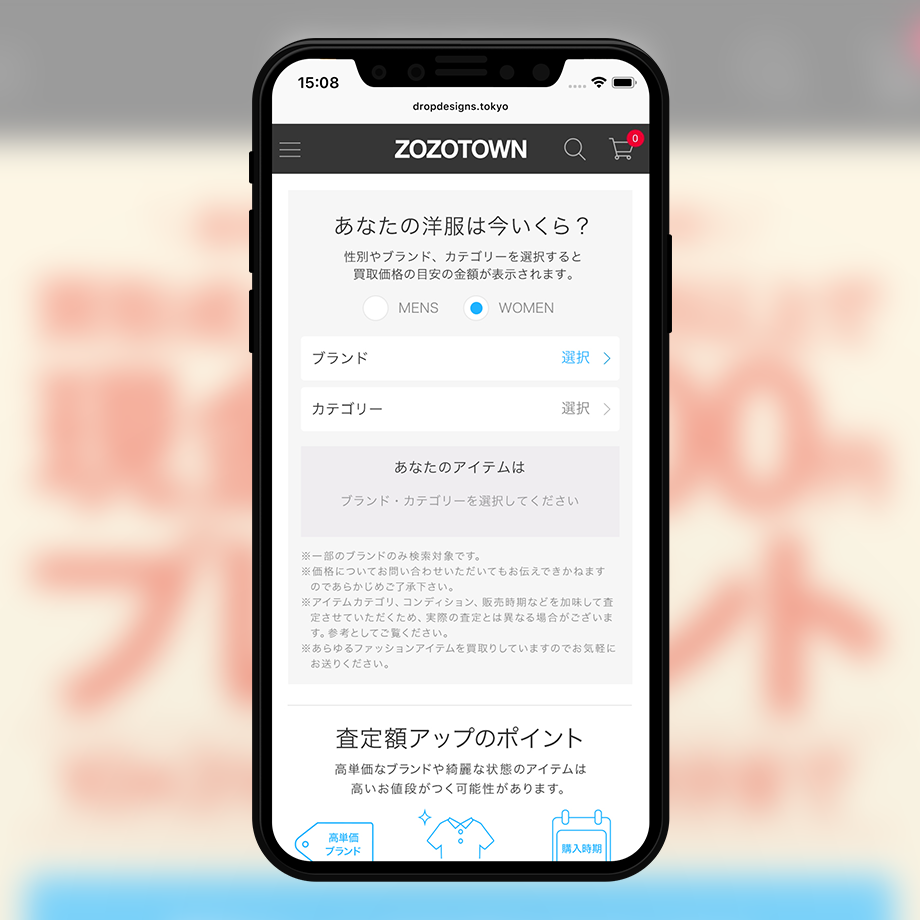 15:08
dropdesigns.tokyo
ZOZOTOWN
0
あなたの洋服は今いくら？
性別やブランド、カテゴリーを選択すると
買取価格の目安の金額が表示されます。
MENS WOMEN
ブランド 選択
カテゴリー 選択
あなたのアイテムは
ブランド・カテゴリーを選択してください
※一部のブランドのみ検索対象です。
※価格についてお問い合わせいただいてもお伝えできかねます
のであらかじめご了承下さい。
※アイテムカテゴリ、コンディション、販売時期などを加味して査
定させていただくため、実際の査定とは異なる場合がございま
す。参考としてご覧ください。
※あらゆるファッションアイテムを買取りしていますのでお気軽に
お送りください。
査定額アップのポイント
高単価なブランドや綺麗な状態のアイテムは
高いお値段がつく可能性があります。
高単価
ブランド
購入時期